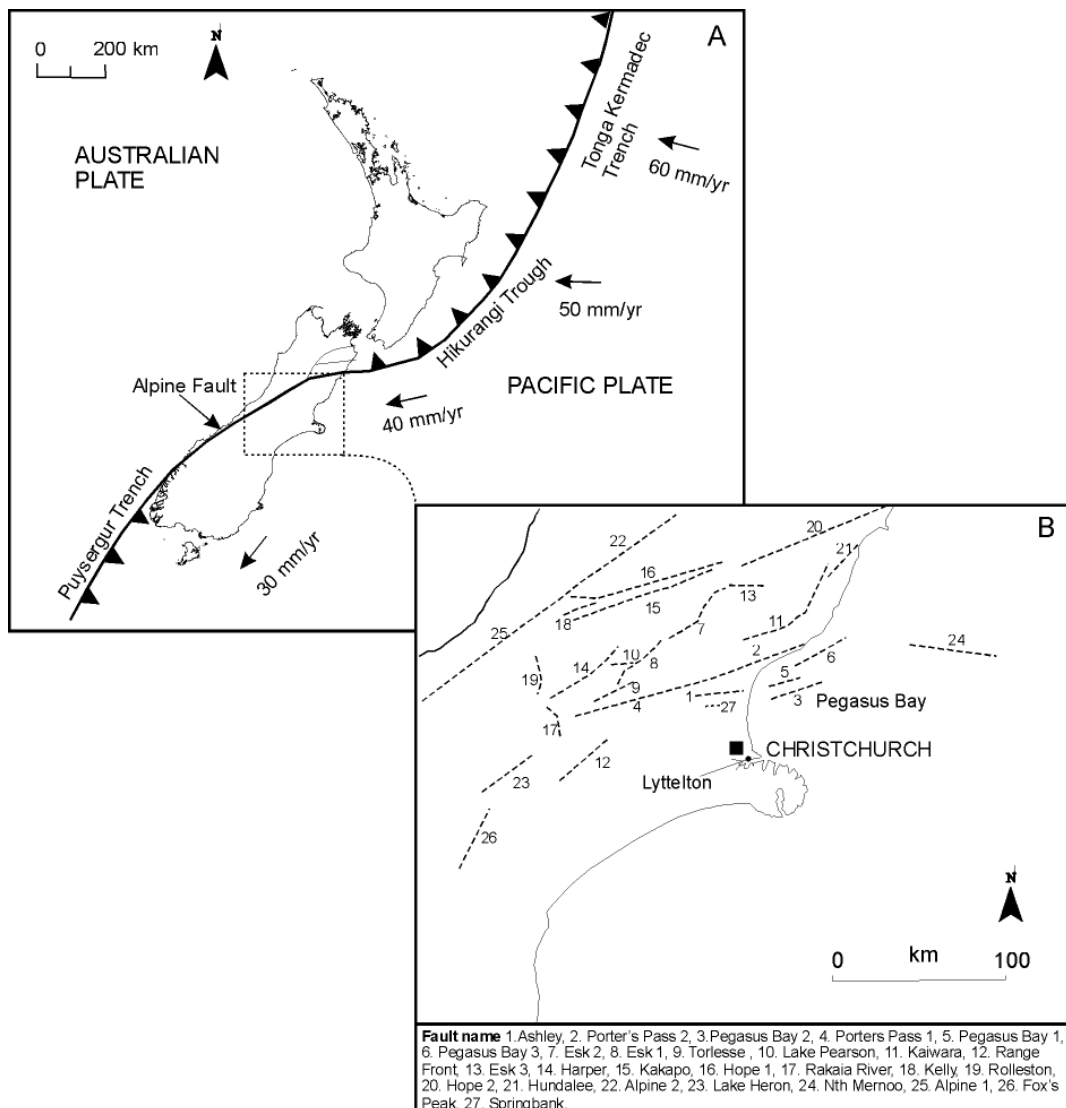 A
0 200 km
N
AUSTRALIAN
PLATE
Tonga Kermadec
Trench
60 mm/yr
50 mm/yr
Hikurangi Trough
PACIFIC PLATE
Alpine Fault
40 mm/yr
Puysergur Trench
30 mm/yr
B
20
22
21
16
13
15
18
7
11
25
2
24
10
6
14
8
5
19
9
1
3
Pegasus Bay
4
27
17
CHRISTCHURCH
12
Lyttelton
23
26
N
km
0 100
Fault name 1.Ashley, 2. Porter's Pass 2, 3.Pegasus Bay 2, 4. Porters Pass 1, 5. Pegasus Bay 1,
6. Pegasus Bay 3, 7. Esk 2, 8. Esk 1, 9. Torlesse , 10. Lake Pearson, 11. Kaiwara, 12. Range
Front, 13. Esk 3, 14. Harper, 15. Kakapo, 16. Hope 1, 17. Rakaia River, 18. Kelly, 19. Rolleston,
20. Hope 2, 21. Hundalee, 22. Alpine 2, 23. Lake Heron, 24. Nth Mernoo, 25. Alpine 1, 26. Fox's
Peak, 27. Springbank.